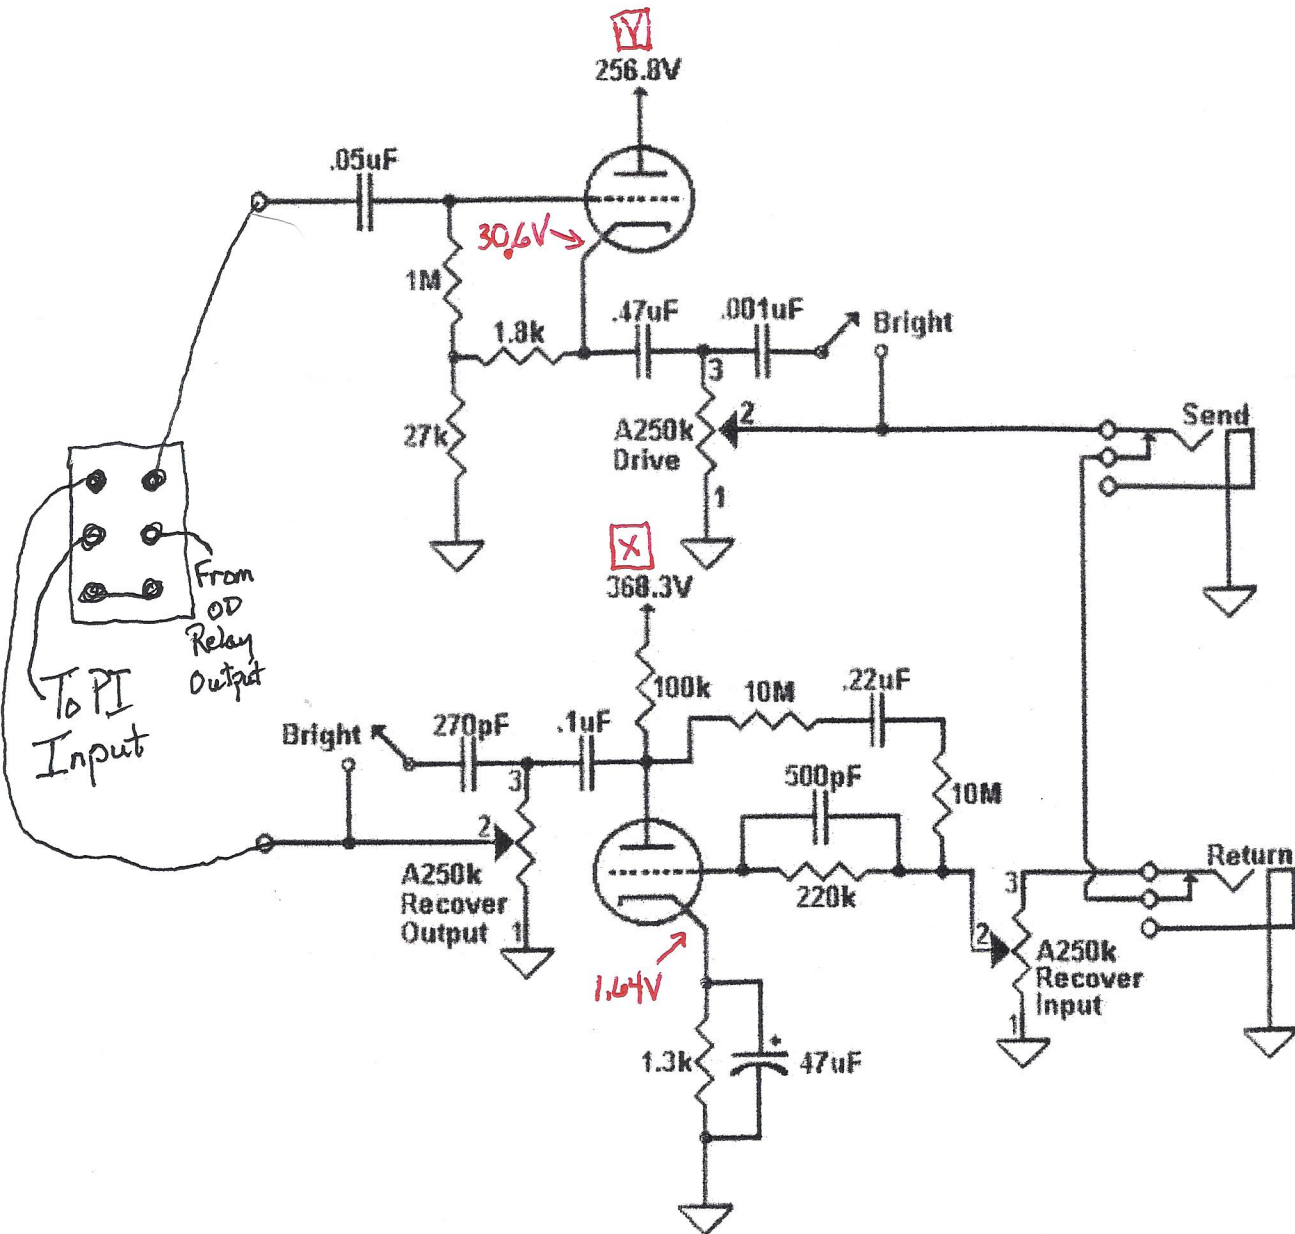 Y
256.8V
.05uF
30.6V
1M
1.8k
.47uF
.001uF
Bright
3
2
27k
A250k
Drive
1
Send
X
368.3V
From
OD
Relay
Output
To PI
Input
100k
10M
.22uF
Bright
270pF
.1uF
3
500pF
10M
2
220k
A250k
Recover
Output
1
Return
3
2
A250k
Recover
Input
1
1.64V
1.3k
+
47uF